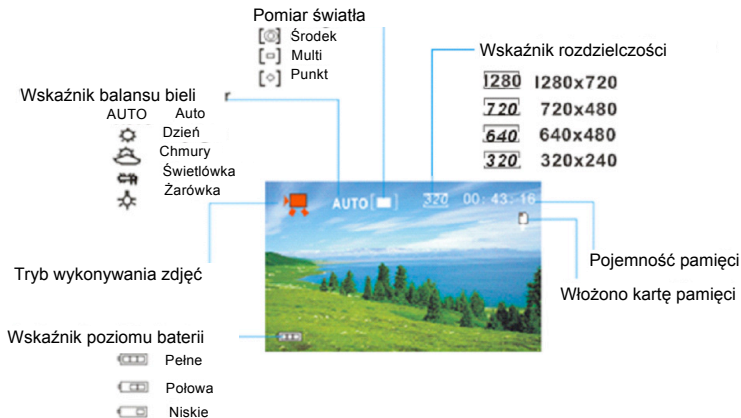 Pomiar światła
Środek
Multi
Punkt
Wskaźnik rozdzielczości
1280 1280x720
720 720x480
640 640x480
320 320x240
Wskaźnik balansu bieli
AUTO Auto
Dzień
Chmury
Świetlówka
Żarówka
AUTO 320 00:43:16
Tryb wykonywania zdjęć
Pojemność pamięci
Włożono kartę pamięci
Wskaźnik poziomu baterii
Pełne
Połowa
Niskie